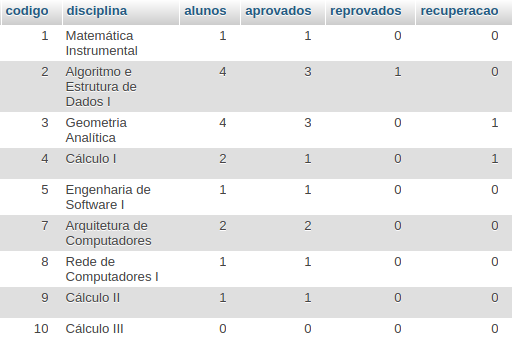 codigo disciplina alunos aprovados reprovados recuperacao
1 Matemática 1 1 0 0
Instrumental
2 Algoritmo e 4 3 1 0
Estrutura de
Dados I
3 Geometria 4 3 0 1
Analítica
4 Cálculo I 2 1 0 1
5 Engenharia de 1 1 0 0
Software I
7 Arquitetura de 2 2 0 0
Computadores
8 Rede de 1 1 0 0
Computadores I
9 Cálculo II 1 1 0 0
10 Cálculo III 0 0 0 0